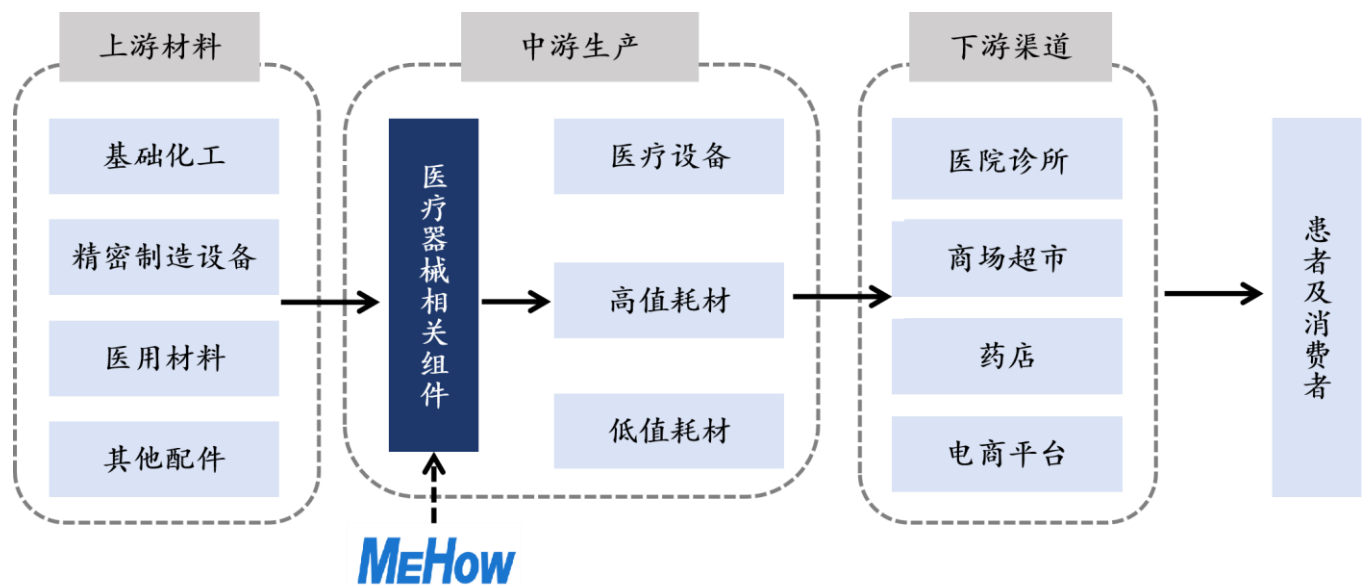 上游材料
基础化工
精密制造设备
医用材料
其他配件
中游生产
医疗器械相关组件
医疗设备
高值耗材
低值耗材
MEHOW
下游渠道
医院诊所
商场超市
药店
电商平台
患者及消费者